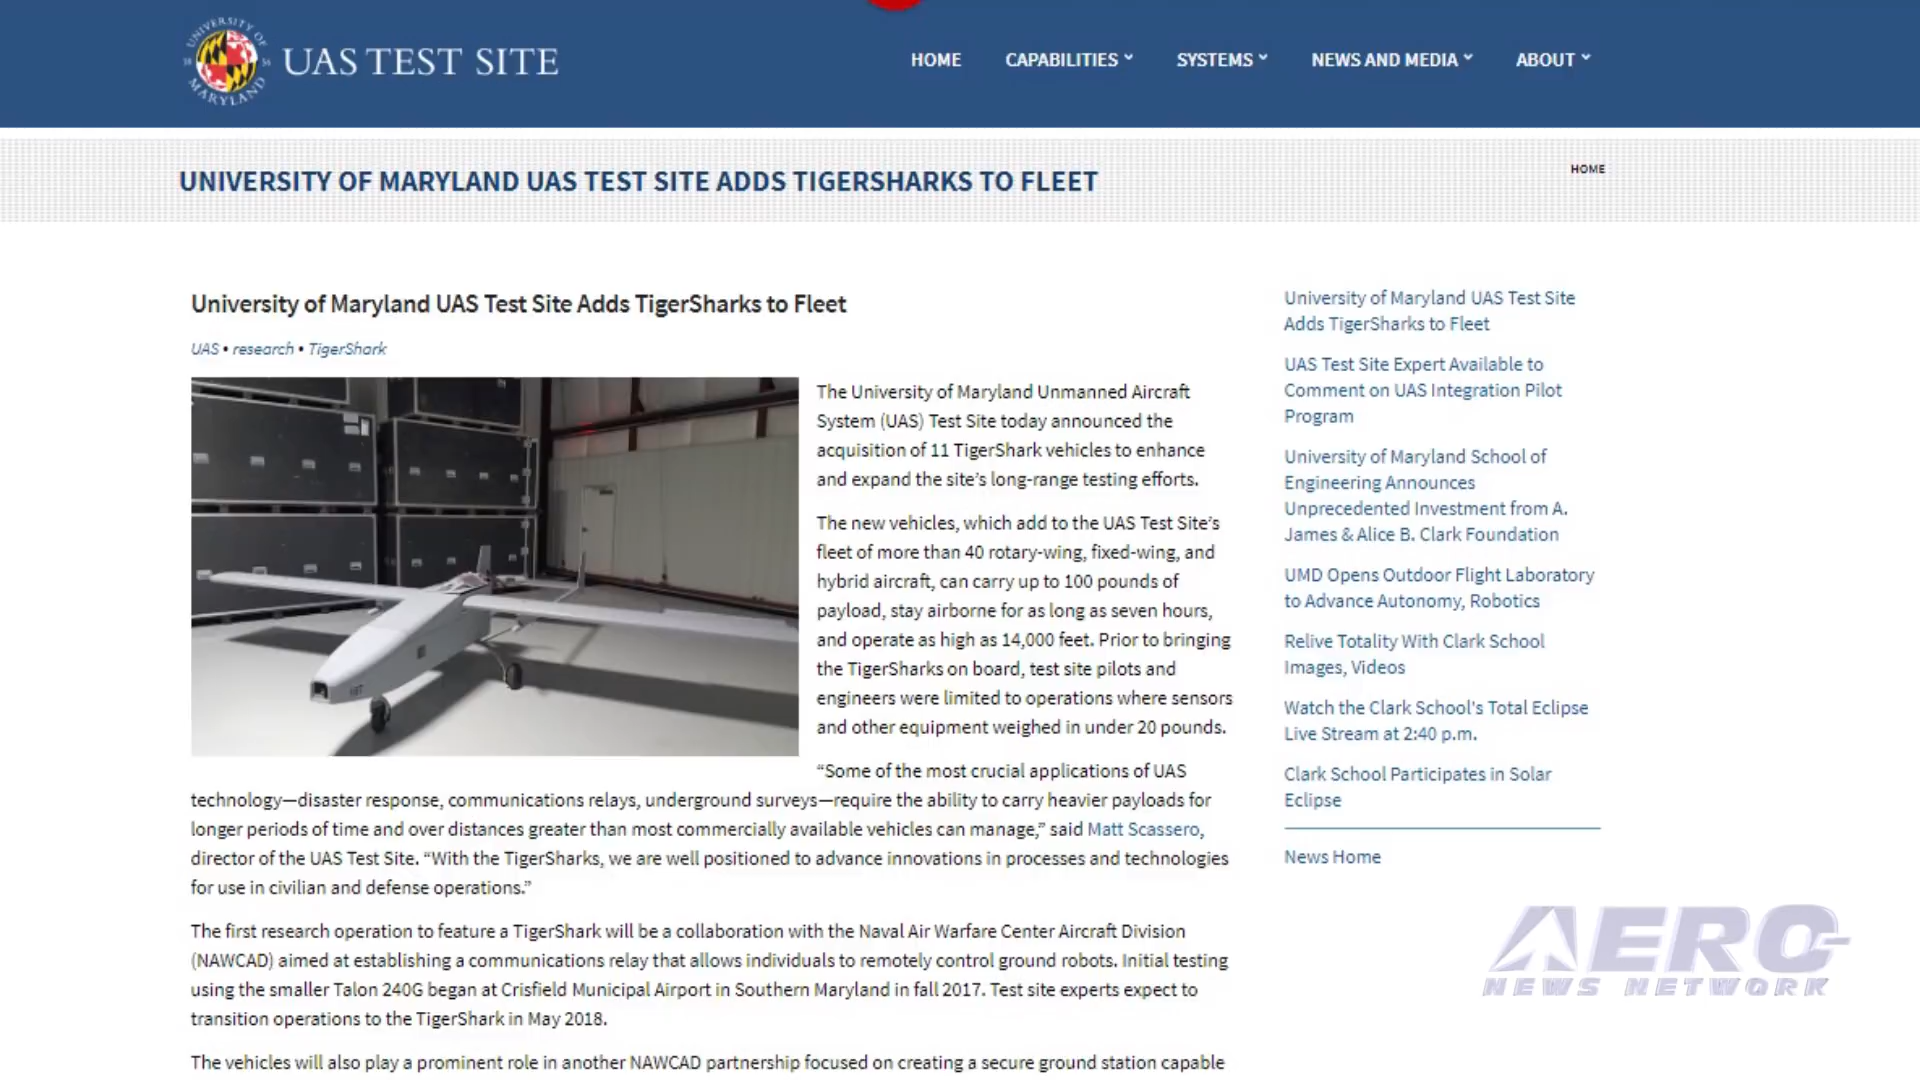 UNIVERSITY OF
18 56
MARYLAND
UAS TEST SITE
HOME
CAPABILITIES
SYSTEMS
NEWS AND MEDIA
ABOUT
UNIVERSITY OF MARYLAND UAS TEST SITE ADDS TIGERSHARKS TO FLEET
HOME
University of Maryland UAS Test Site Adds TigerSharks to Fleet
UAS • research • TigerShark
The University of Maryland Unmanned Aircraft
System (UAS) Test Site today announced the
acquisition of 11 TigerShark vehicles to enhance
and expand the site’s long-range testing efforts.
The new vehicles, which add to the UAS Test Site’s
fleet of more than 40 rotary-wing, fixed-wing, and
hybrid aircraft, can carry up to 100 pounds of
payload, stay airborne for as long as seven hours,
and operate as high as 14,000 feet. Prior to bringing
the TigerSharks on board, test site pilots and
engineers were limited to operations where sensors
and other equipment weighed in under 20 pounds.
“Some of the most crucial applications of UAS
technology—disaster response, communications relays, underground surveys—require the ability to carry heavier payloads for
longer periods of time and over distances greater than most commercially available vehicles can manage,” said Matt Scassero,
director of the UAS Test Site. “With the TigerSharks, we are well positioned to advance innovations in processes and technologies
for use in civilian and defense operations.”
The first research operation to feature a TigerShark will be a collaboration with the Naval Air Warfare Center Aircraft Division
(NAWCAD) aimed at establishing a communications relay that allows individuals to remotely control ground robots. Initial testing
using the smaller Talon 240G began at Crisfield Municipal Airport in Southern Maryland in fall 2017. Test site experts expect to
transition operations to the TigerShark in May 2018.
The vehicles will also play a prominent role in another NAWCAD partnership focused on creating a secure ground station capable
University of Maryland UAS Test Site
Adds TigerSharks to Fleet
UAS Test Site Expert Available to
Comment on UAS Integration Pilot
Program
University of Maryland School of
Engineering Announces
Unprecedented Investment from A.
James & Alice B. Clark Foundation
UMD Opens Outdoor Flight Laboratory
to Advance Autonomy, Robotics
Relive Totality With Clark School
Images, Videos
Watch the Clark School's Total Eclipse
Live Stream at 2:40 p.m.
Clark School Participates in Solar
Eclipse
News Home
AERO
NEWS NETWORK